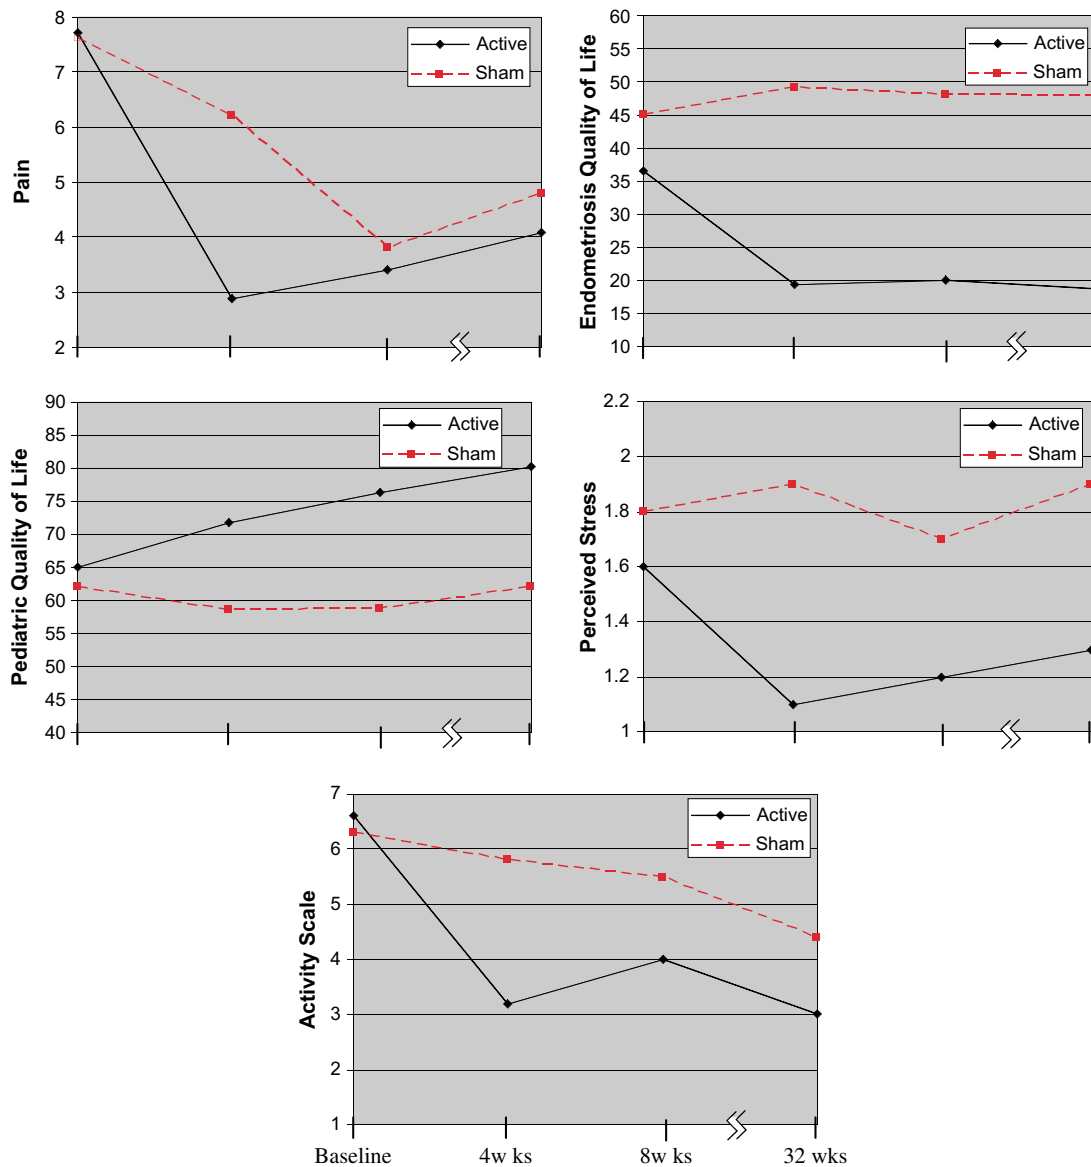 Pain
8
7
6
5
4
3
2
Active
Sham
Endometriosis Quality of Life
60
55
50
45
40
35
30
25
20
15
10
Active
Sham
Pediatric Quality of Life
90
85
80
75
70
65
60
55
50
45
40
Active
Sham
Perceived Stress
2.2
2
1.8
1.6
1.4
1.2
1
Active
Sham
Activity Scale
7
6
5
4
3
2
1
Active
Sham
Baseline 4w ks 8w ks 32 wks